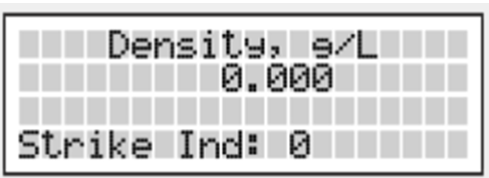 Density, g/L
0.000
Strike Ind: 0